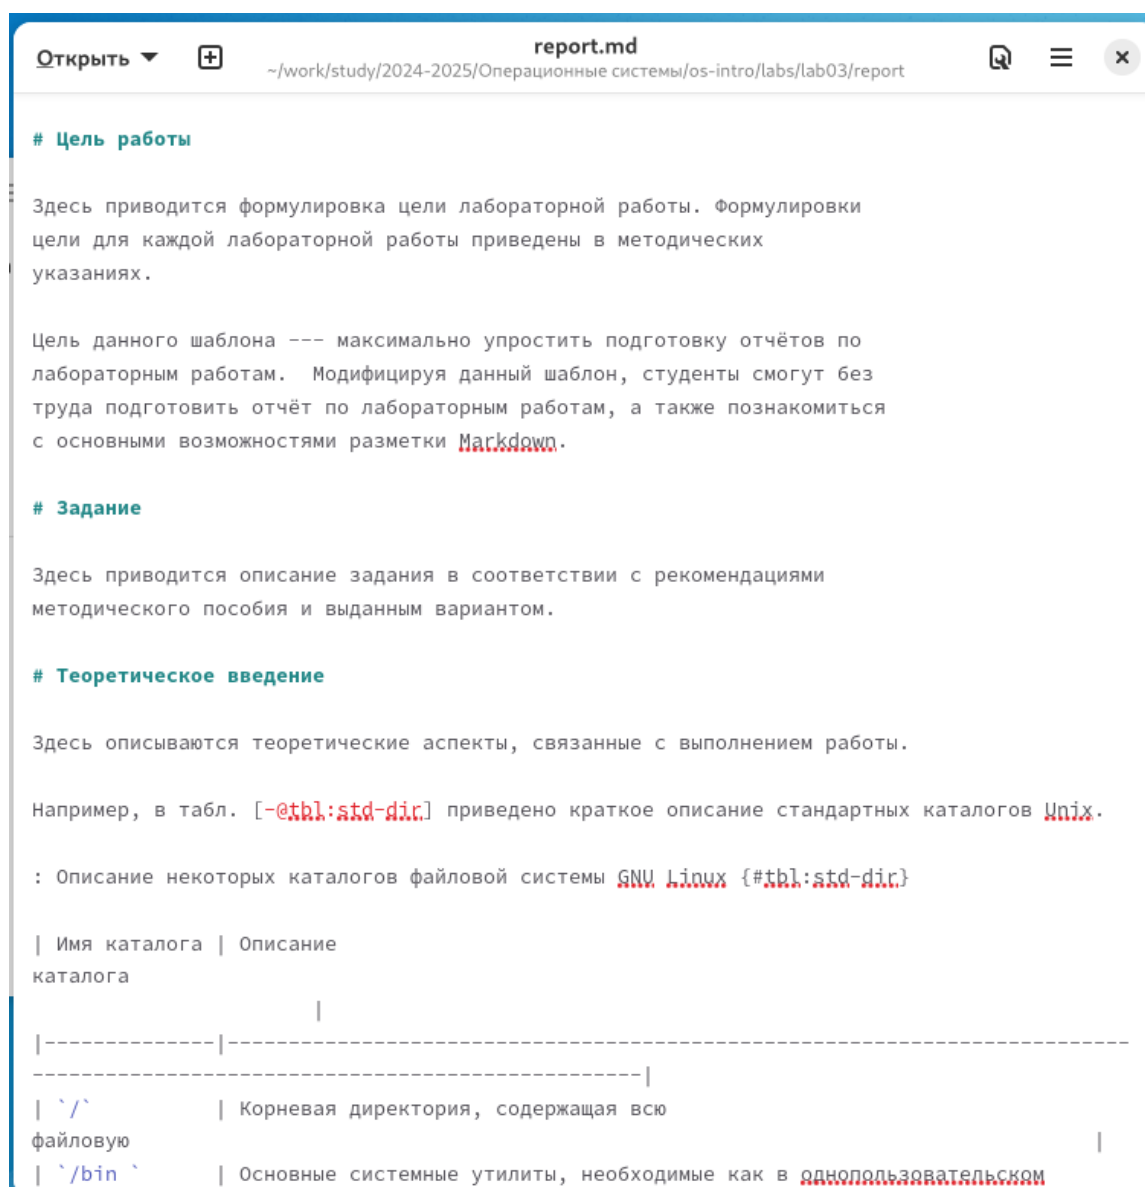 Открыть
report.md
~/work/study/2024-2025/Операционные системы/os-intro/labs/lab03/report
# Цель работы
Здесь приводится формулировка цели лабораторной работы. Формулировки
цели для каждой лабораторной работы приведены в методических
указаниях.
Цель данного шаблона --- максимально упростить подготовку отчётов по
лабораторным работам.  Модифицируя данный шаблон, студенты смогут без
труда подготовить отчёт по лабораторным работам, а также познакомиться
с основными возможностями разметки Markdown.
# Задание
Здесь приводится описание задания в соответствии с рекомендациями
методического пособия и выданным вариантом.
# Теоретическое введение
Здесь описываются теоретические аспекты, связанные с выполнением работы.
Например, в табл. [-@tbl:std-dir] приведено краткое описание стандартных каталогов Unix.
: Описание некоторых каталогов файловой системы GNU Linux {#tbl:std-dir}
| Имя каталога | Описание
каталога
|
|--------------|--------------------------------------------------------------------------
--------------------------------------------------|
| `/`          | Корневая директория, содержащая всю
файловую |
| `/bin `      | Основные системные утилиты, необходимые как в однопользовательском